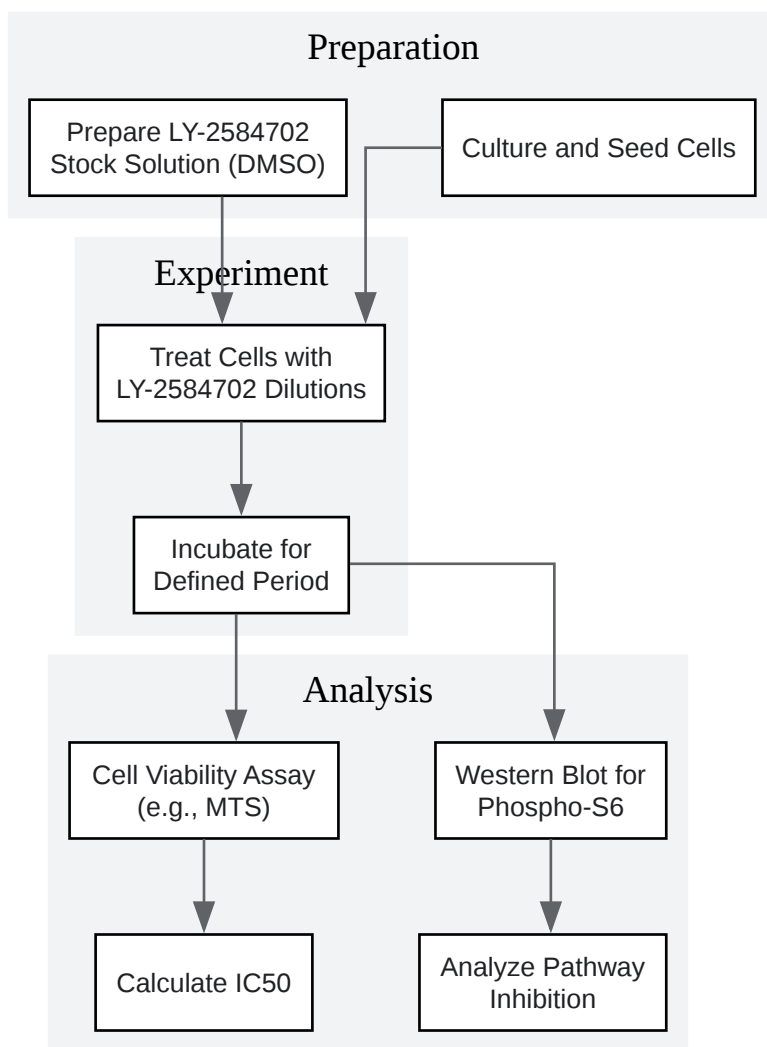 Preparation
Prepare LY-2584702
Stock Solution (DMSO)
Culture and Seed Cells
Experiment
Treat Cells with
LY-2584702 Dilutions
Incubate for
Defined Period
Analysis
Cell Viability Assay
(e.g., MTS)
Western Blot for
Phospho-S6
Calculate IC50
Analyze Pathway
Inhibition